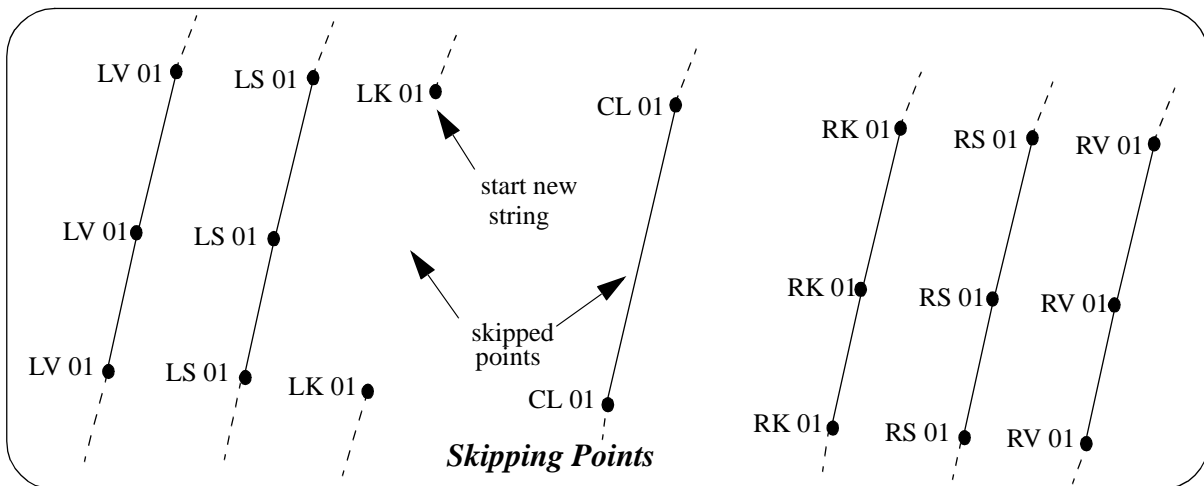 LV 01
LS 01
LK 01
CL 01
RK 01
RS 01
RV 01
start new
string
LV 01
LS 01
RK 01
RS 01
RV 01
skipped
points
LV 01
LS 01
LK 01
CL 01
RK 01
RS 01
RV 01
Skipping Points